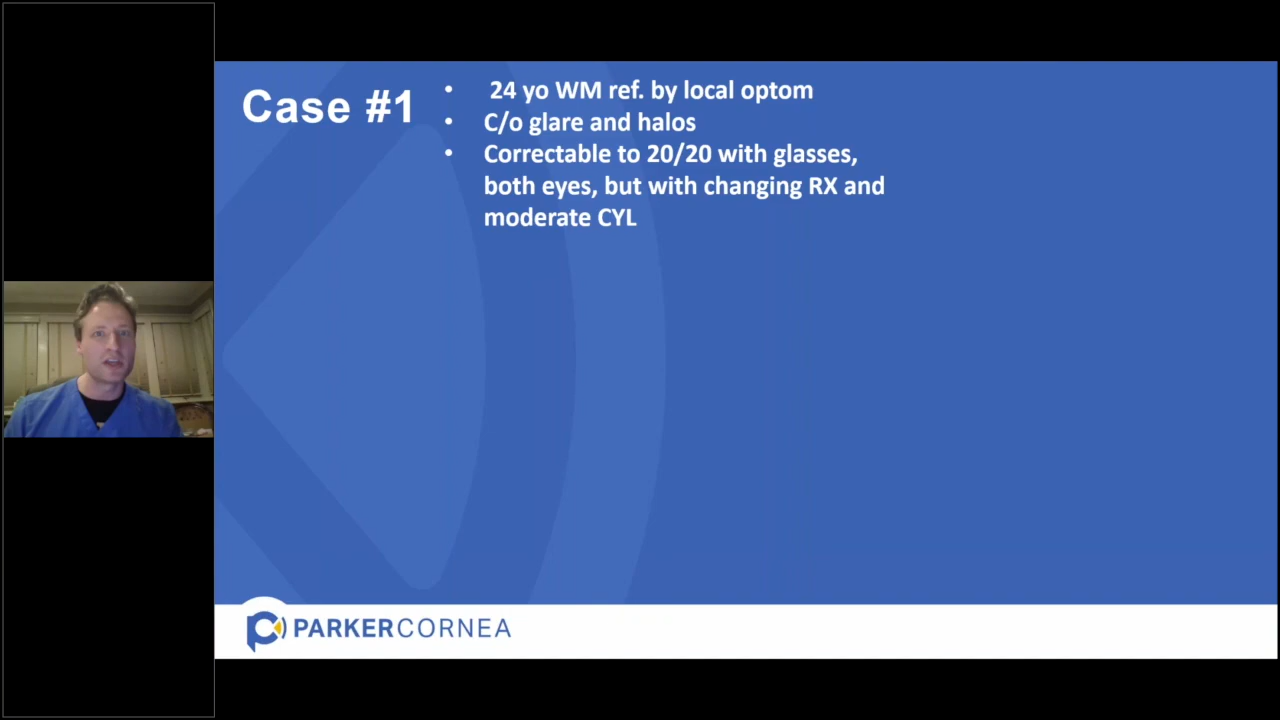 Case #1
• 24 yo WM ref. by local optom
• C/o glare and halos
• Correctable to 20/20 with glasses,
both eyes, but with changing RX and
moderate CYL
PARKERCORNEA